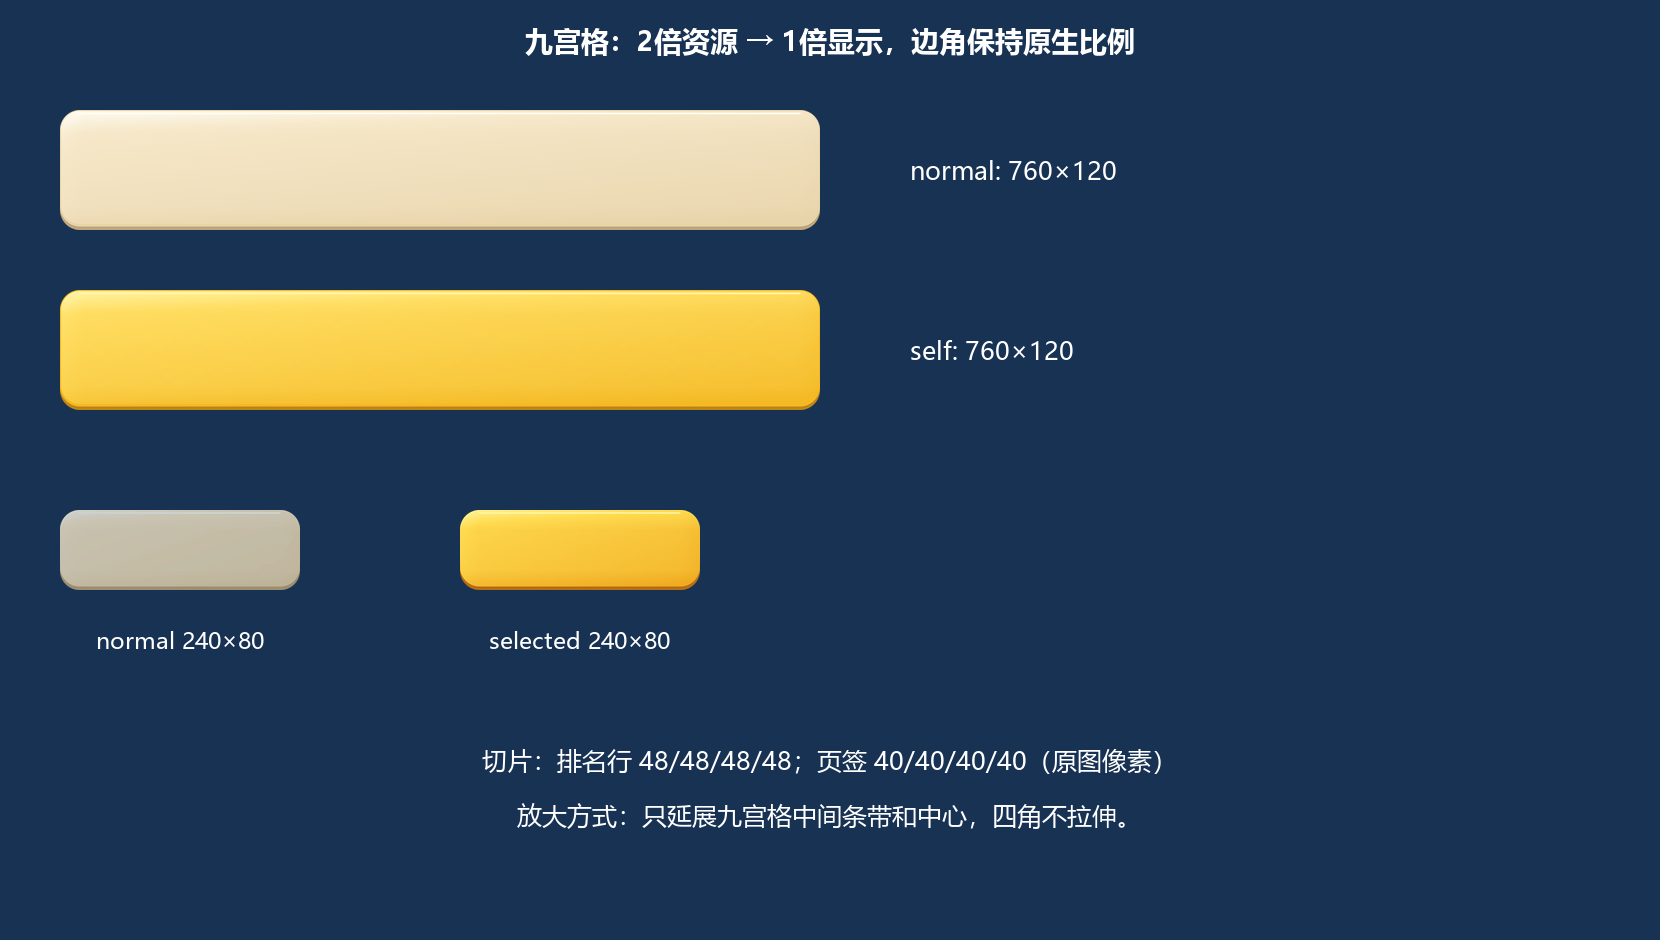 九宫格：2倍资源 → 1倍显示，边角保持原生比例
normal: 760×120
self: 760×120
normal 240×80
selected 240×80
切片：排名行 48/48/48/48；页签 40/40/40/40（原图像素）
放大方式：只延展九宫格中间条带和中心，四角不拉伸。